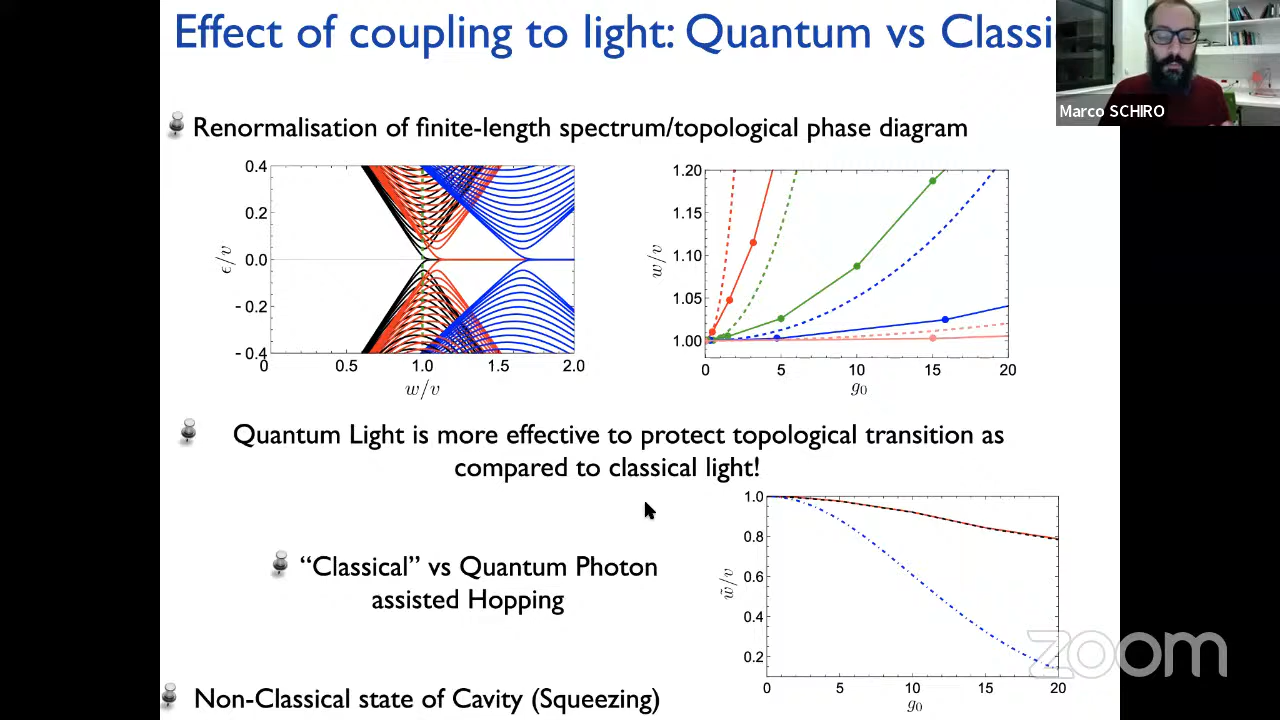 Effect of coupling to light: Quantum vs Classi
Marco SCHIRO
Renormalisation of finite-length spectrum/topological phase diagram
0.4
0.2
0.0
-0.2
-0.4
ϵ/v
0
0.5
1.0
1.5
2.0
w/v
1.20
1.15
1.10
1.05
1.00
w/v
0
5
10
15
20
g₀
Quantum Light is more effective to protect topological transition as
compared to classical light!
"Classical" vs Quantum Photon
assisted Hopping
1.0
0.8
0.6
0.4
0.2
w̃/v
0
5
10
15
20
g₀
zoom
Non-Classical state of Cavity (Squeezing)